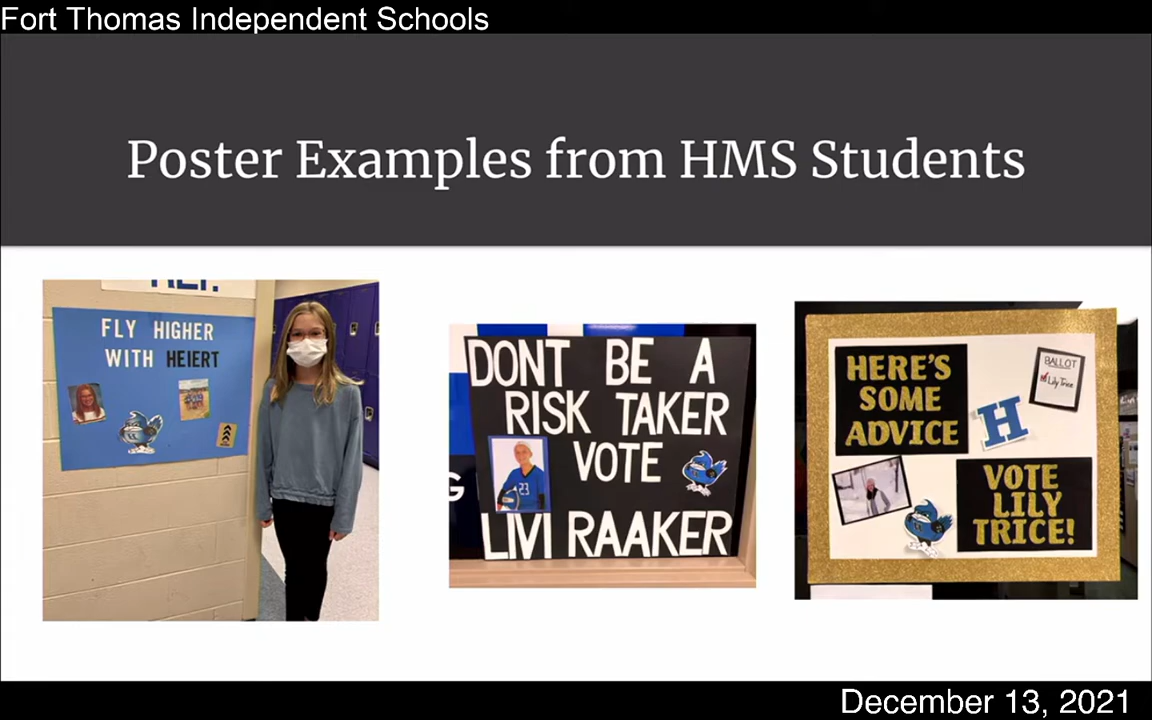 Fort Thomas Independent Schools
Poster Examples from HMS Students
FLY HIGHER
WITH HEIERT
DONT BE A
RISK TAKER
VOTE
23
LIVI RAAKER
G
HERE'S
SOME
ADVICE
BALLOT
Lily Trice
H
VOTE
LILY
TRICE!
December 13, 2021